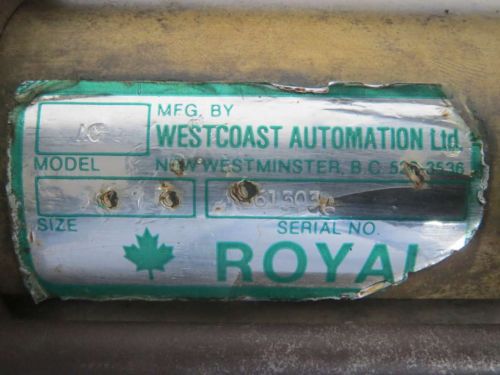 MFG. BY
AC WESTCOAST AUTOMATION Ltd.
MODEL NEW WESTMINSTER, B.C.
SIZE SERIAL NO.
ROYAL